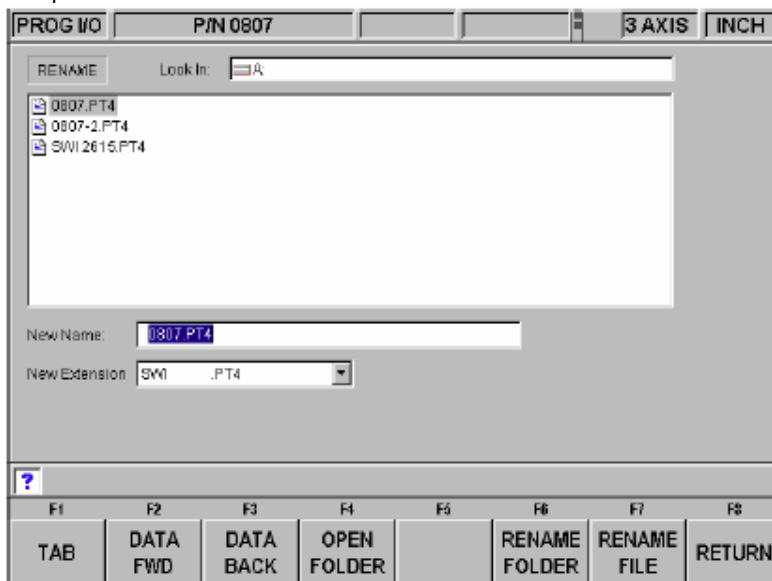 PROG I/O P/N 0807 3 AXIS INCH
RENAME Look In: A:
0807.PT4
0807-2.PT4
SWI 2615.PT4
New Name: 0807.PT4
New Extension SWI .PT4
?
F1 F2 F3 F4 F5 F6 F7 F8
TAB DATA FWD DATA BACK OPEN FOLDER RENAME FOLDER RENAME FILE RETURN